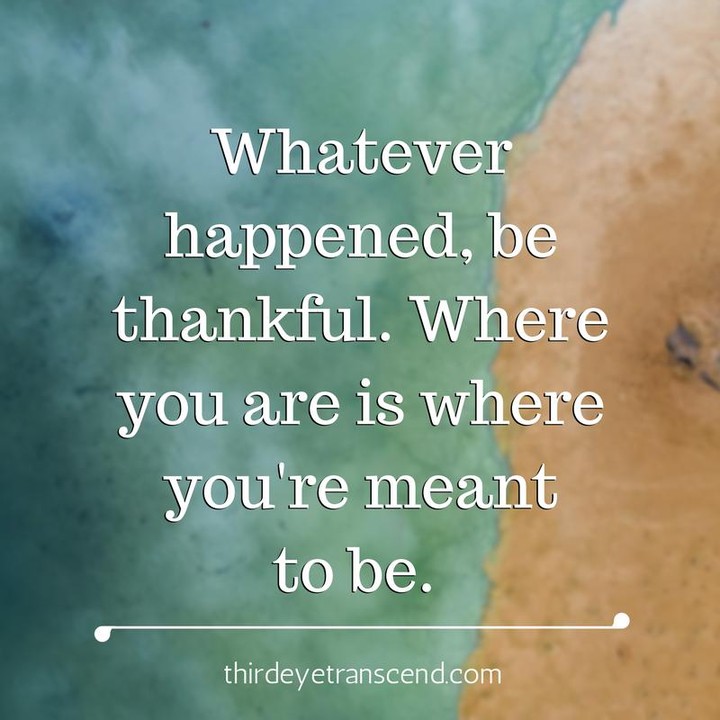 Whatever
happened, be
thankful. Where
you are is where
you're meant
to be.
thirdeyetranscend.com